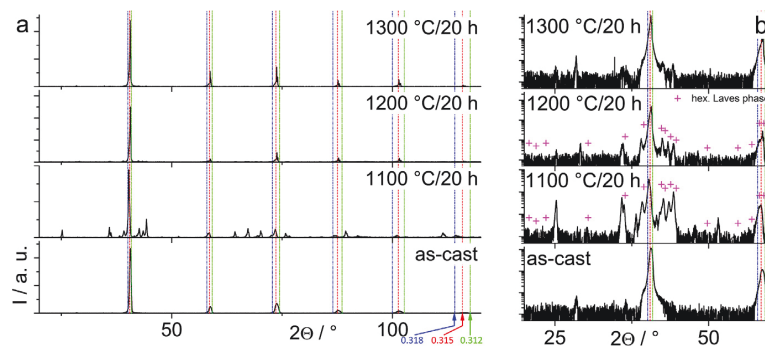 a
1300 °C/20 h
1200 °C/20 h
1100 °C/20 h
as-cast
I / a. u.
50
2Θ / °
100
0.318
0.315
0.312
b
1300 °C/20 h
1200 °C/20 h
+ hex. Laves phase
1100 °C/20 h
as-cast
25
2Θ / °
50